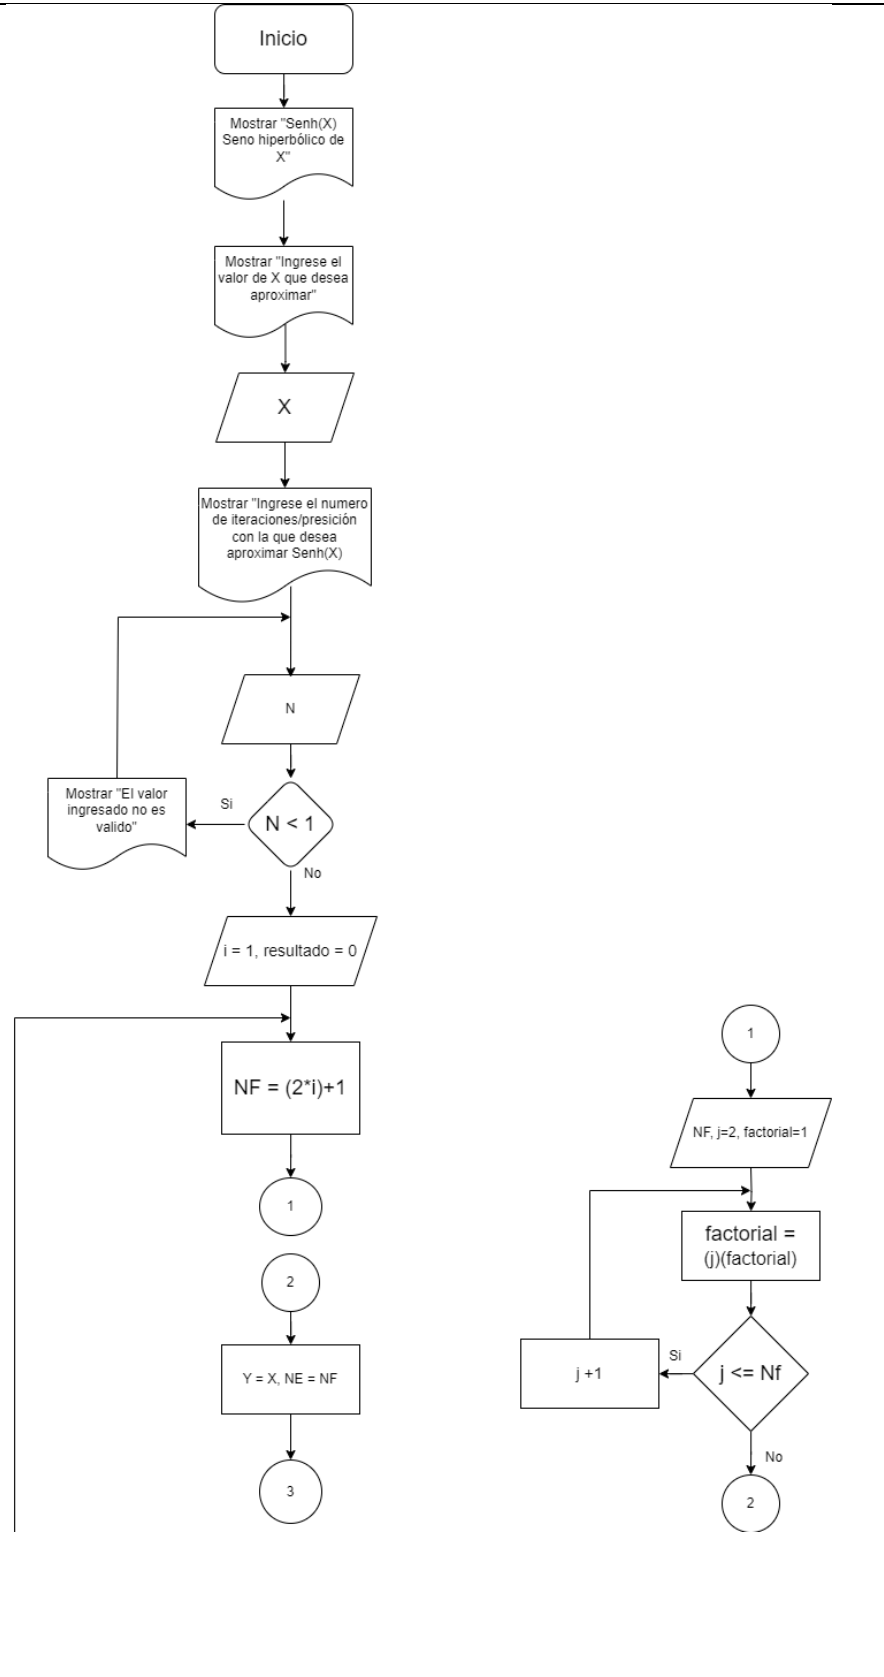 Inicio
Mostrar "Senh(X)
Seno hiperbólico de
X"
Mostrar "Ingrese el
valor de X que desea
aproximar"
X
Mostrar "Ingrese el numero
de iteraciones/presición
con la que desea
aproximar Senh(X)
N
Mostrar "El valor
ingresado no es
valido"
Si
N < 1
No
i = 1, resultado = 0
NF = (2*i)+1
1
2
Y = X, NE = NF
3
1
NF, j=2, factorial=1
factorial =
(j)(factorial)
j +1
Si
j <= Nf
No
2